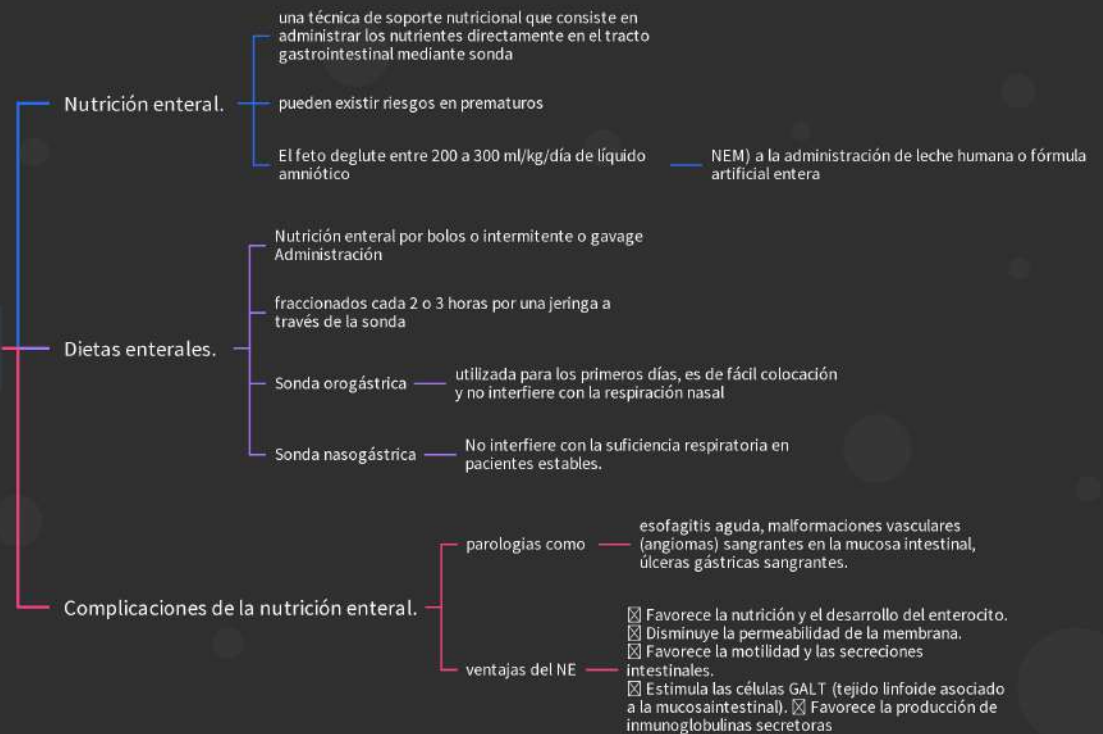 una técnica de soporte nutricional que consiste en
administrar los nutrientes directamente en el tracto
gastrointestinal mediante sonda
Nutrición enteral.
pueden existir riesgos en prematuros
El feto deglute entre 200 a 300 ml/kg/día de líquido
amniótico
NEM) a la administración de leche humana o fórmula
artificial entera
Nutrición enteral por bolos o intermitente o gavage
Administración
fraccionados cada 2 o 3 horas por una jeringa a
través de la sonda
Dietas enterales.
Sonda orogástrica
utilizada para los primeros días, es de fácil colocación
y no interfiere con la respiración nasal
Sonda nasogástrica
No interfiere con la suficiencia respiratoria en
pacientes estables.
Complicaciones de la nutrición enteral.
parologias como
esofagitis aguda, malformaciones vasculares
(angiomas) sangrantes en la mucosa intestinal,
úlceras gástricas sangrantes.
ventajas del NE
☒ Favorece la nutrición y el desarrollo del enterocito.
☒ Disminuye la permeabilidad de la membrana.
☒ Favorece la motilidad y las secreciones
intestinales.
☒ Estimula las células GALT (tejido linfoide asociado
a la mucosaintestinal). ☒ Favorece la producción de
inmunoglobulinas secretoras